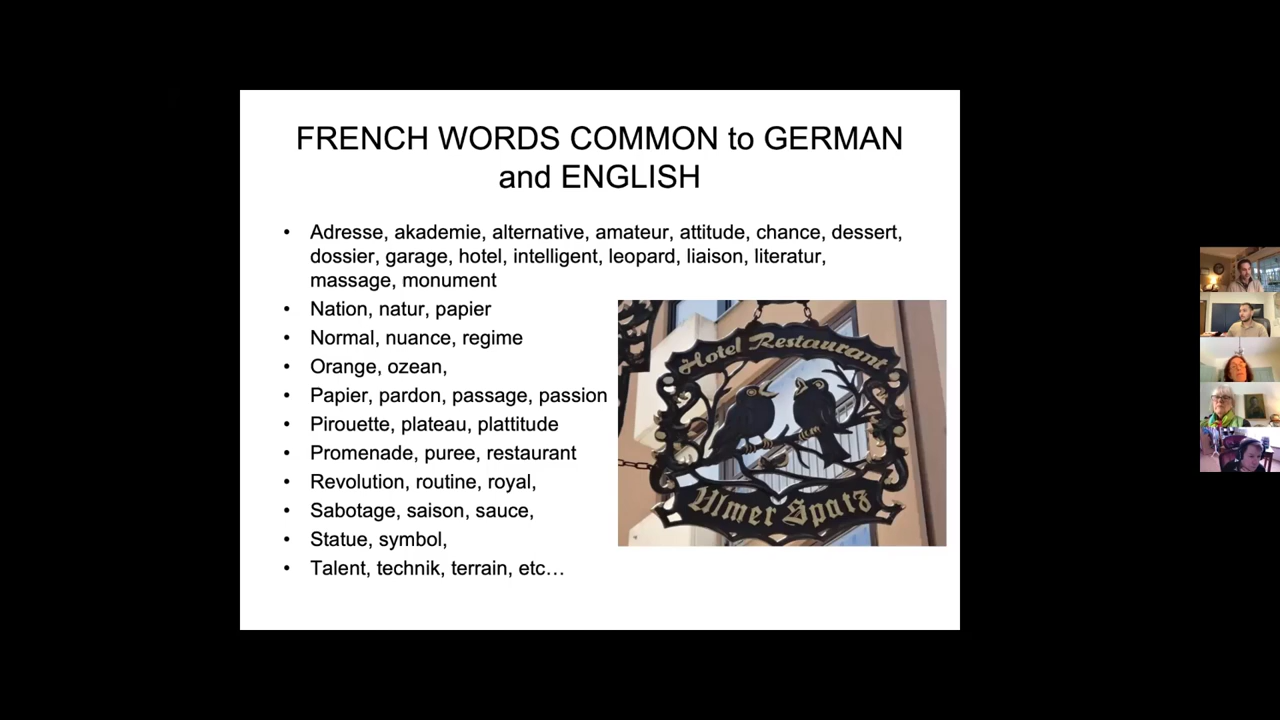 FRENCH WORDS COMMON to GERMAN
and ENGLISH
• Adresse, akademie, alternative, amateur, attitude, chance, dessert,
dossier, garage, hotel, intelligent, leopard, liaison, literatur,
massage, monument
• Nation, natur, papier
• Normal, nuance, regime
• Orange, ozean,
• Papier, pardon, passage, passion
• Pirouette, plateau, plattitude
• Promenade, puree, restaurant
• Revolution, routine, royal,
• Sabotage, saison, sauce,
• Statue, symbol,
• Talent, technik, terrain, etc…
Hotel Restaurant
Ulmer Spatz